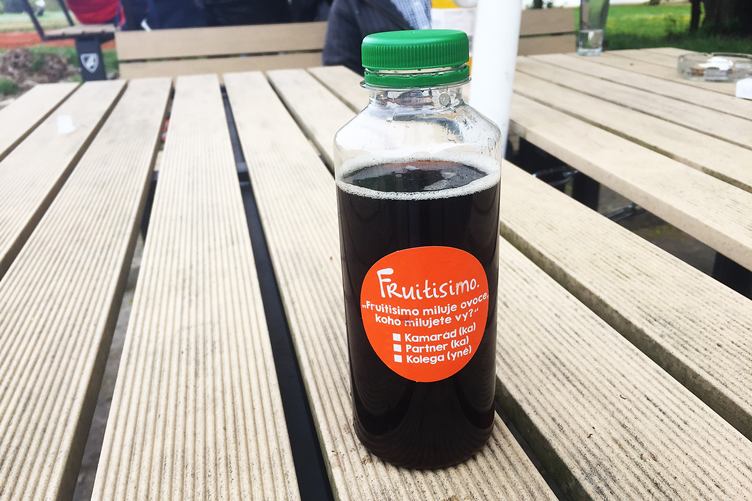 Fruitisimo.
„Fruitisimo miluje ovoce,
koho milujete vy?“
Kamarád (ka)
Partner (ka)
Kolega (yně)